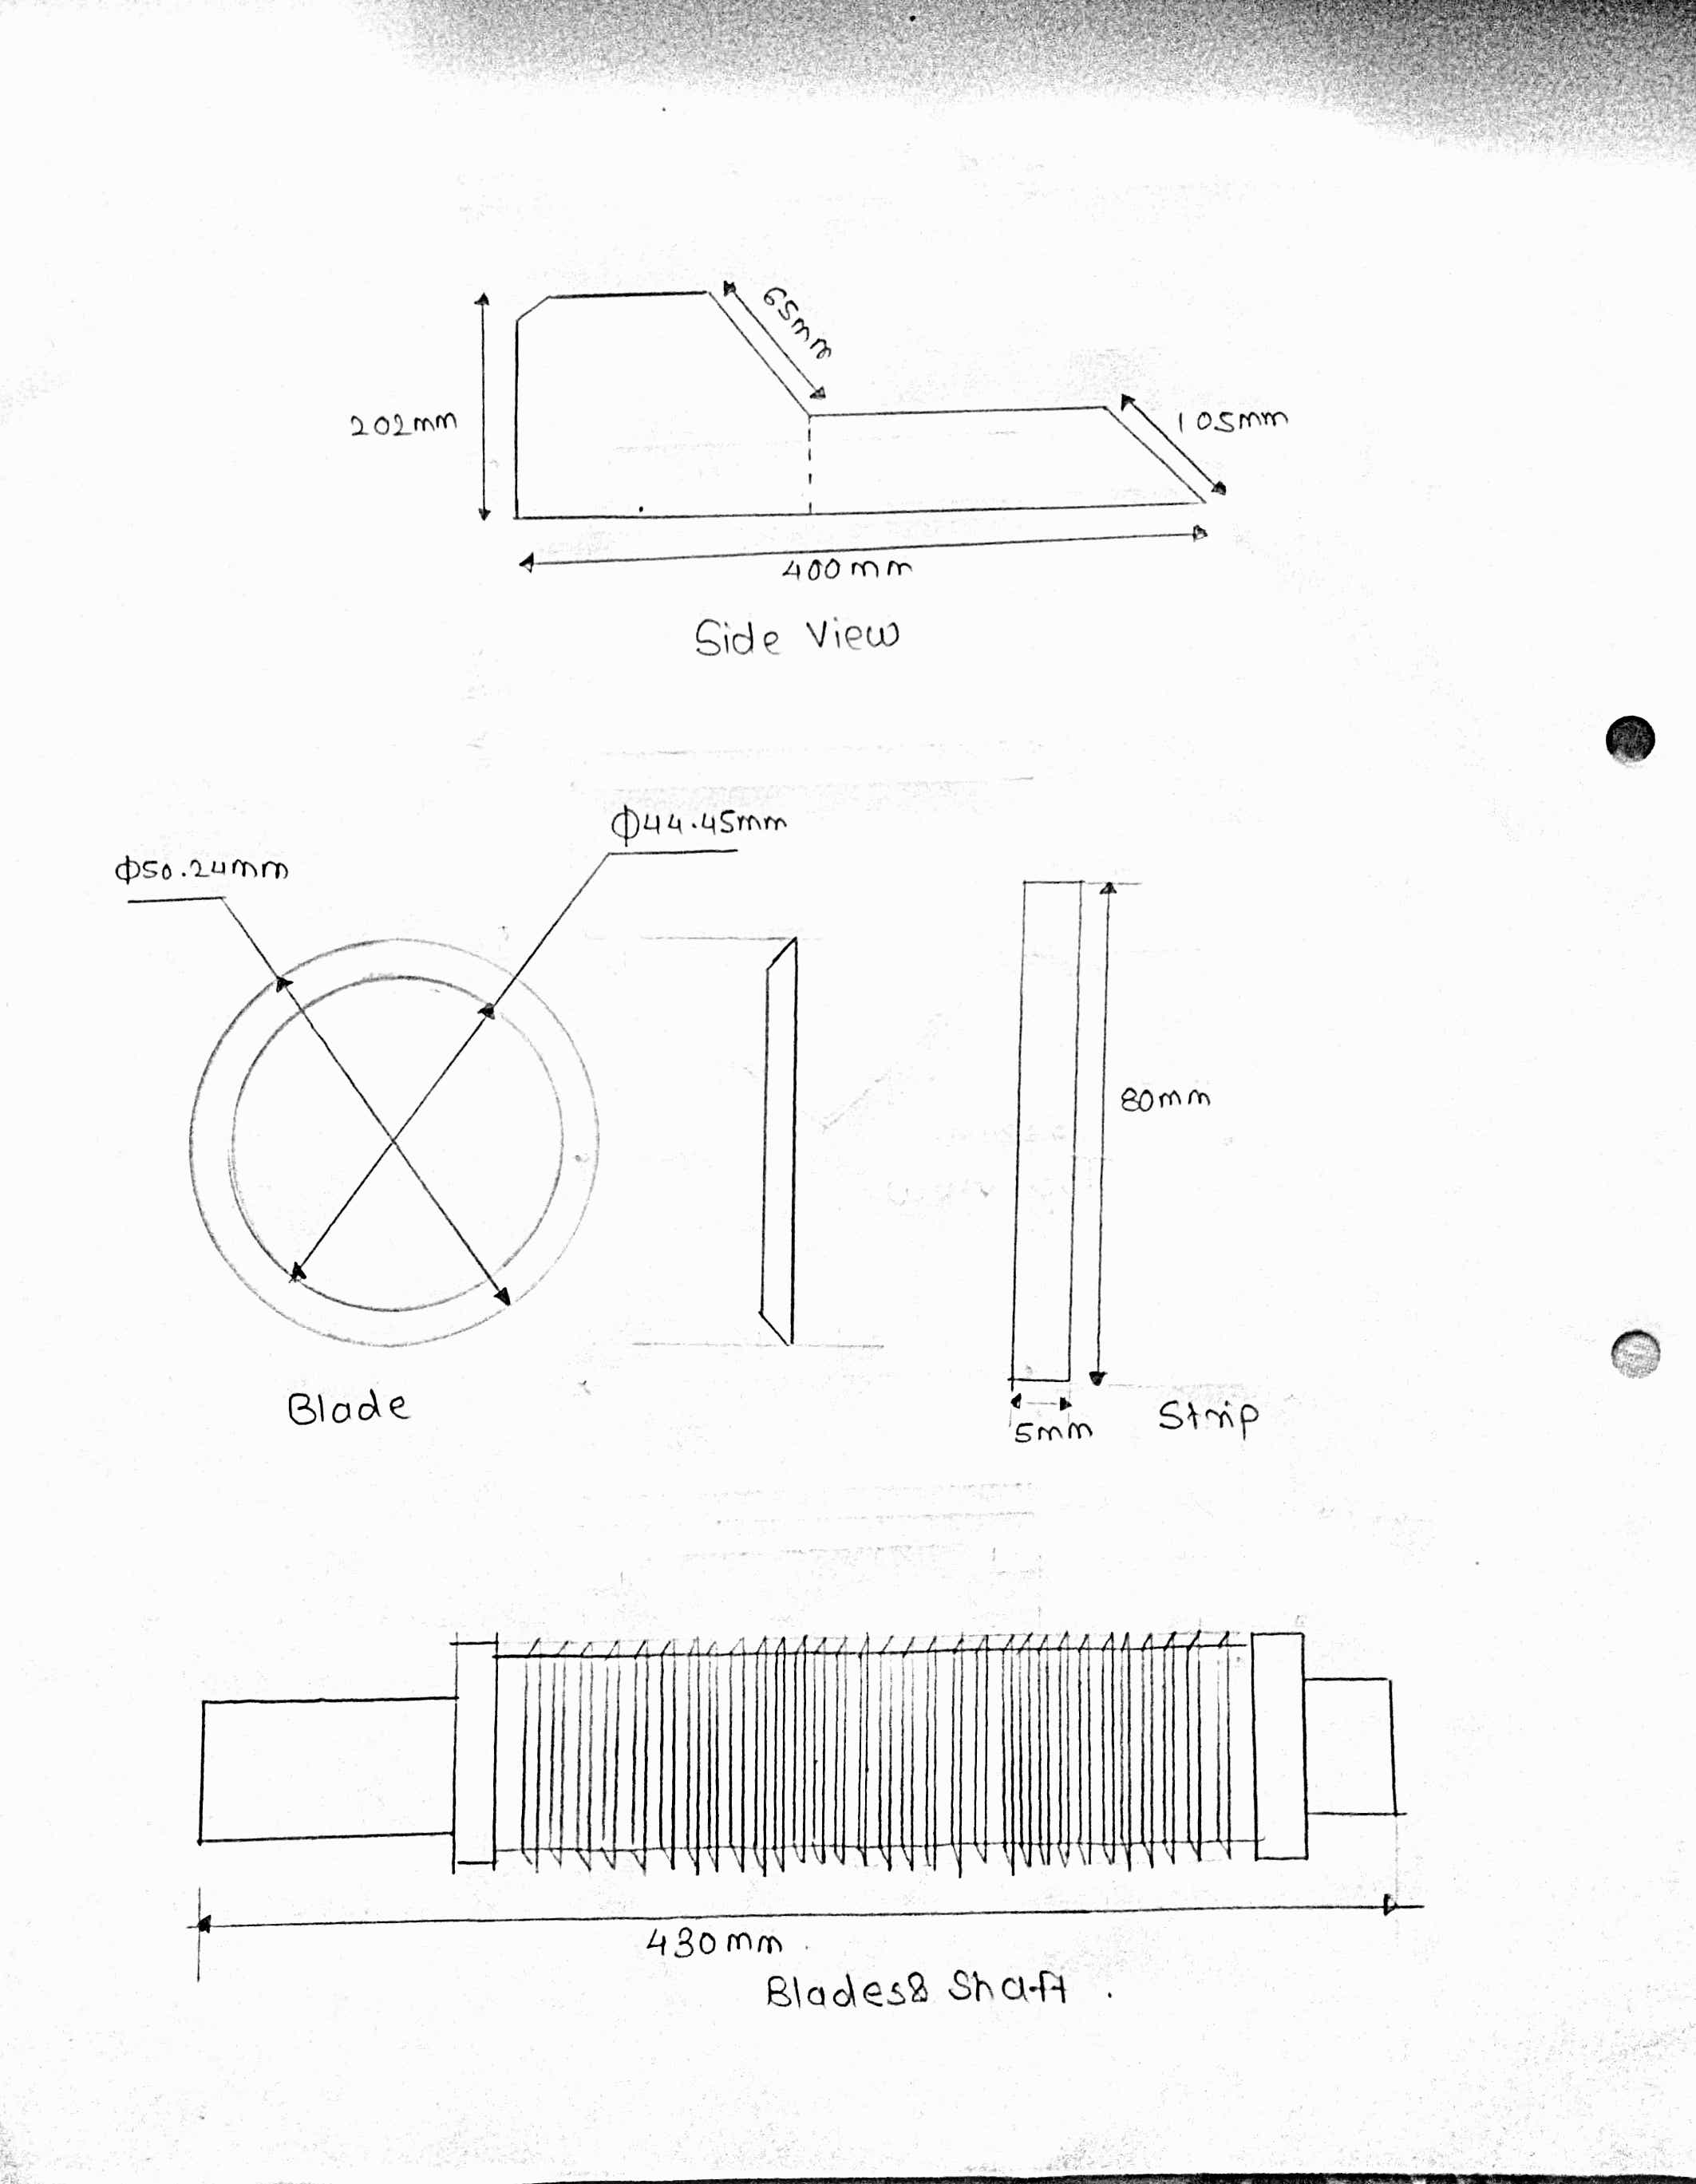 65mm
202mm
105mm
400mm
Side View
Φ44.45mm
Φ50.24mm
80mm
5mm
Strip
Blade
430mm
Blades& Shaft.